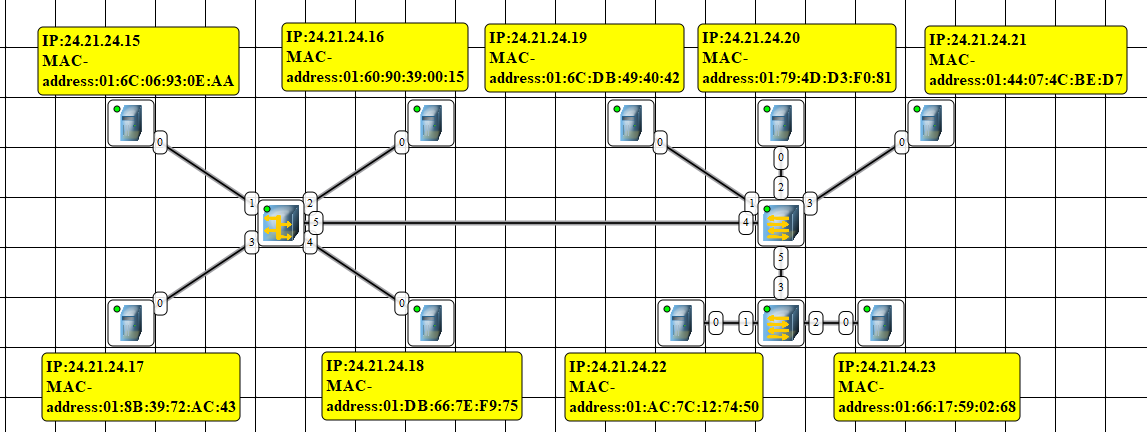 IP:24.21.24.15
MAC-
address:01:6C:06:93:0E:AA
IP:24.21.24.16
MAC-
address:01:60:90:39:00:15
IP:24.21.24.19
MAC-
address:01:6C:DB:49:40:42
IP:24.21.24.20
MAC-
address:01:79:4D:D3:F0:81
IP:24.21.24.21
MAC-
address:01:44:07:4C:BE:D7
0
0
0
0
0
1
2
5
3
4
0
0
1
2
3
4
5
3
0
1
2
0
IP:24.21.24.17
MAC-
address:01:8B:39:72:AC:43
IP:24.21.24.18
MAC-
address:01:DB:66:7E:F9:75
IP:24.21.24.22
MAC-
address:01:AC:7C:12:74:50
IP:24.21.24.23
MAC-
address:01:66:17:59:02:68